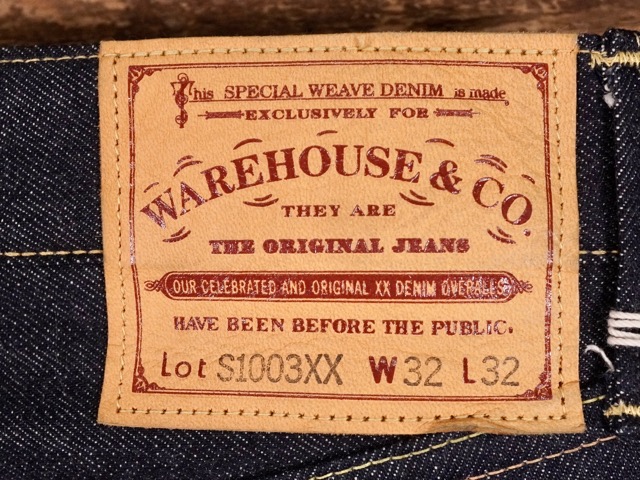 This SPECIAL WEAVE DENIM is made
EXCLUSIVELY FOR
WAREHOUSE & CO.
THEY ARE
THE ORIGINAL JEANS
OUR CELEBRATED AND ORIGINAL XX DENIM OVERALLS
HAVE BEEN BEFORE THE PUBLIC.
Lot S1003XX W32 L32